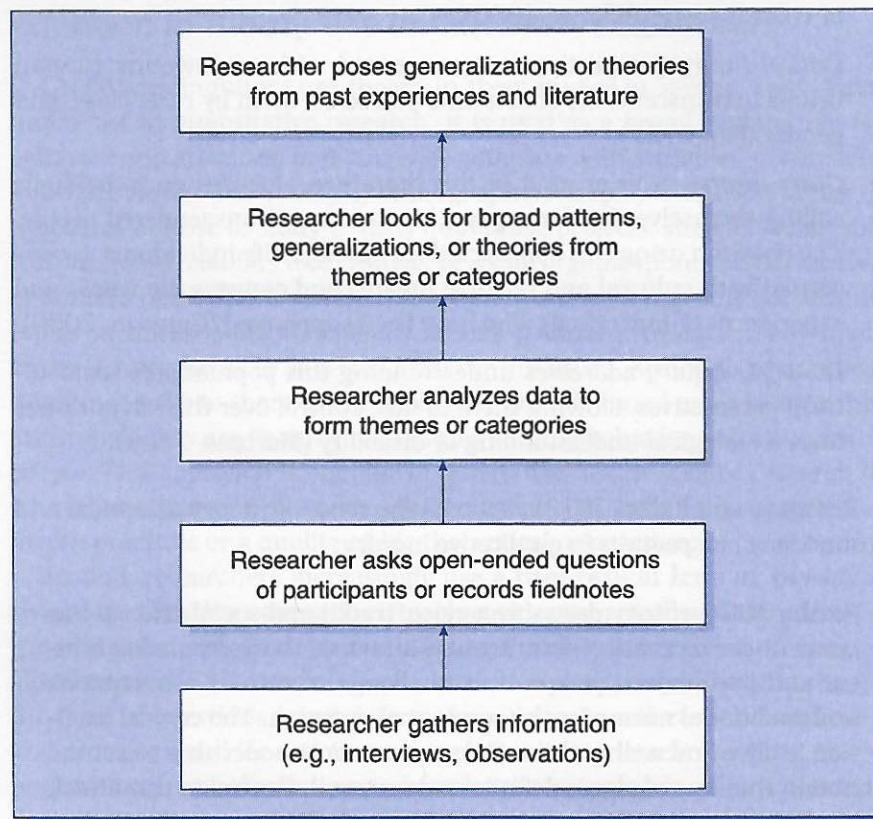 Researcher poses generalizations or theories
from past experiences and literature
Researcher looks for broad patterns,
generalizations, or theories from
themes or categories
Researcher analyzes data to
form themes or categories
Researcher asks open-ended questions
of participants or records fieldnotes
Researcher gathers information
(e.g., interviews, observations)